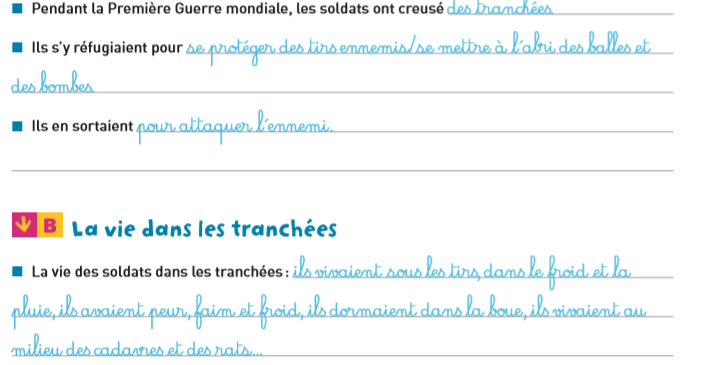 Pendant la Première Guerre mondiale, les soldats ont creusé des tranchées
Ils s'y réfugiaient pour se protéger des tirs ennemis/se mettre à l'abri des balles et
des bombes
Ils en sortaient pour attaquer l'ennemi.
B La vie dans les tranchées
La vie des soldats dans les tranchées : ils vivaient sous les tirs, dans le froid et la
pluie, ils avaient peur, faim et froid, ils dormaient dans la boue, ils vivaient au
milieu des cadavres et des rats...